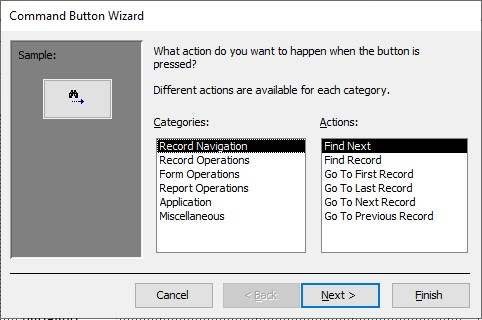 Command Button Wizard
Sample:
What action do you want to happen when the button is
pressed?
Different actions are available for each category.
Categories:
Actions:
Record Navigation
Record Operations
Form Operations
Report Operations
Application
Miscellaneous
Find Next
Find Record
Go To First Record
Go To Last Record
Go To Next Record
Go To Previous Record
Cancel
< Back
Next >
Finish